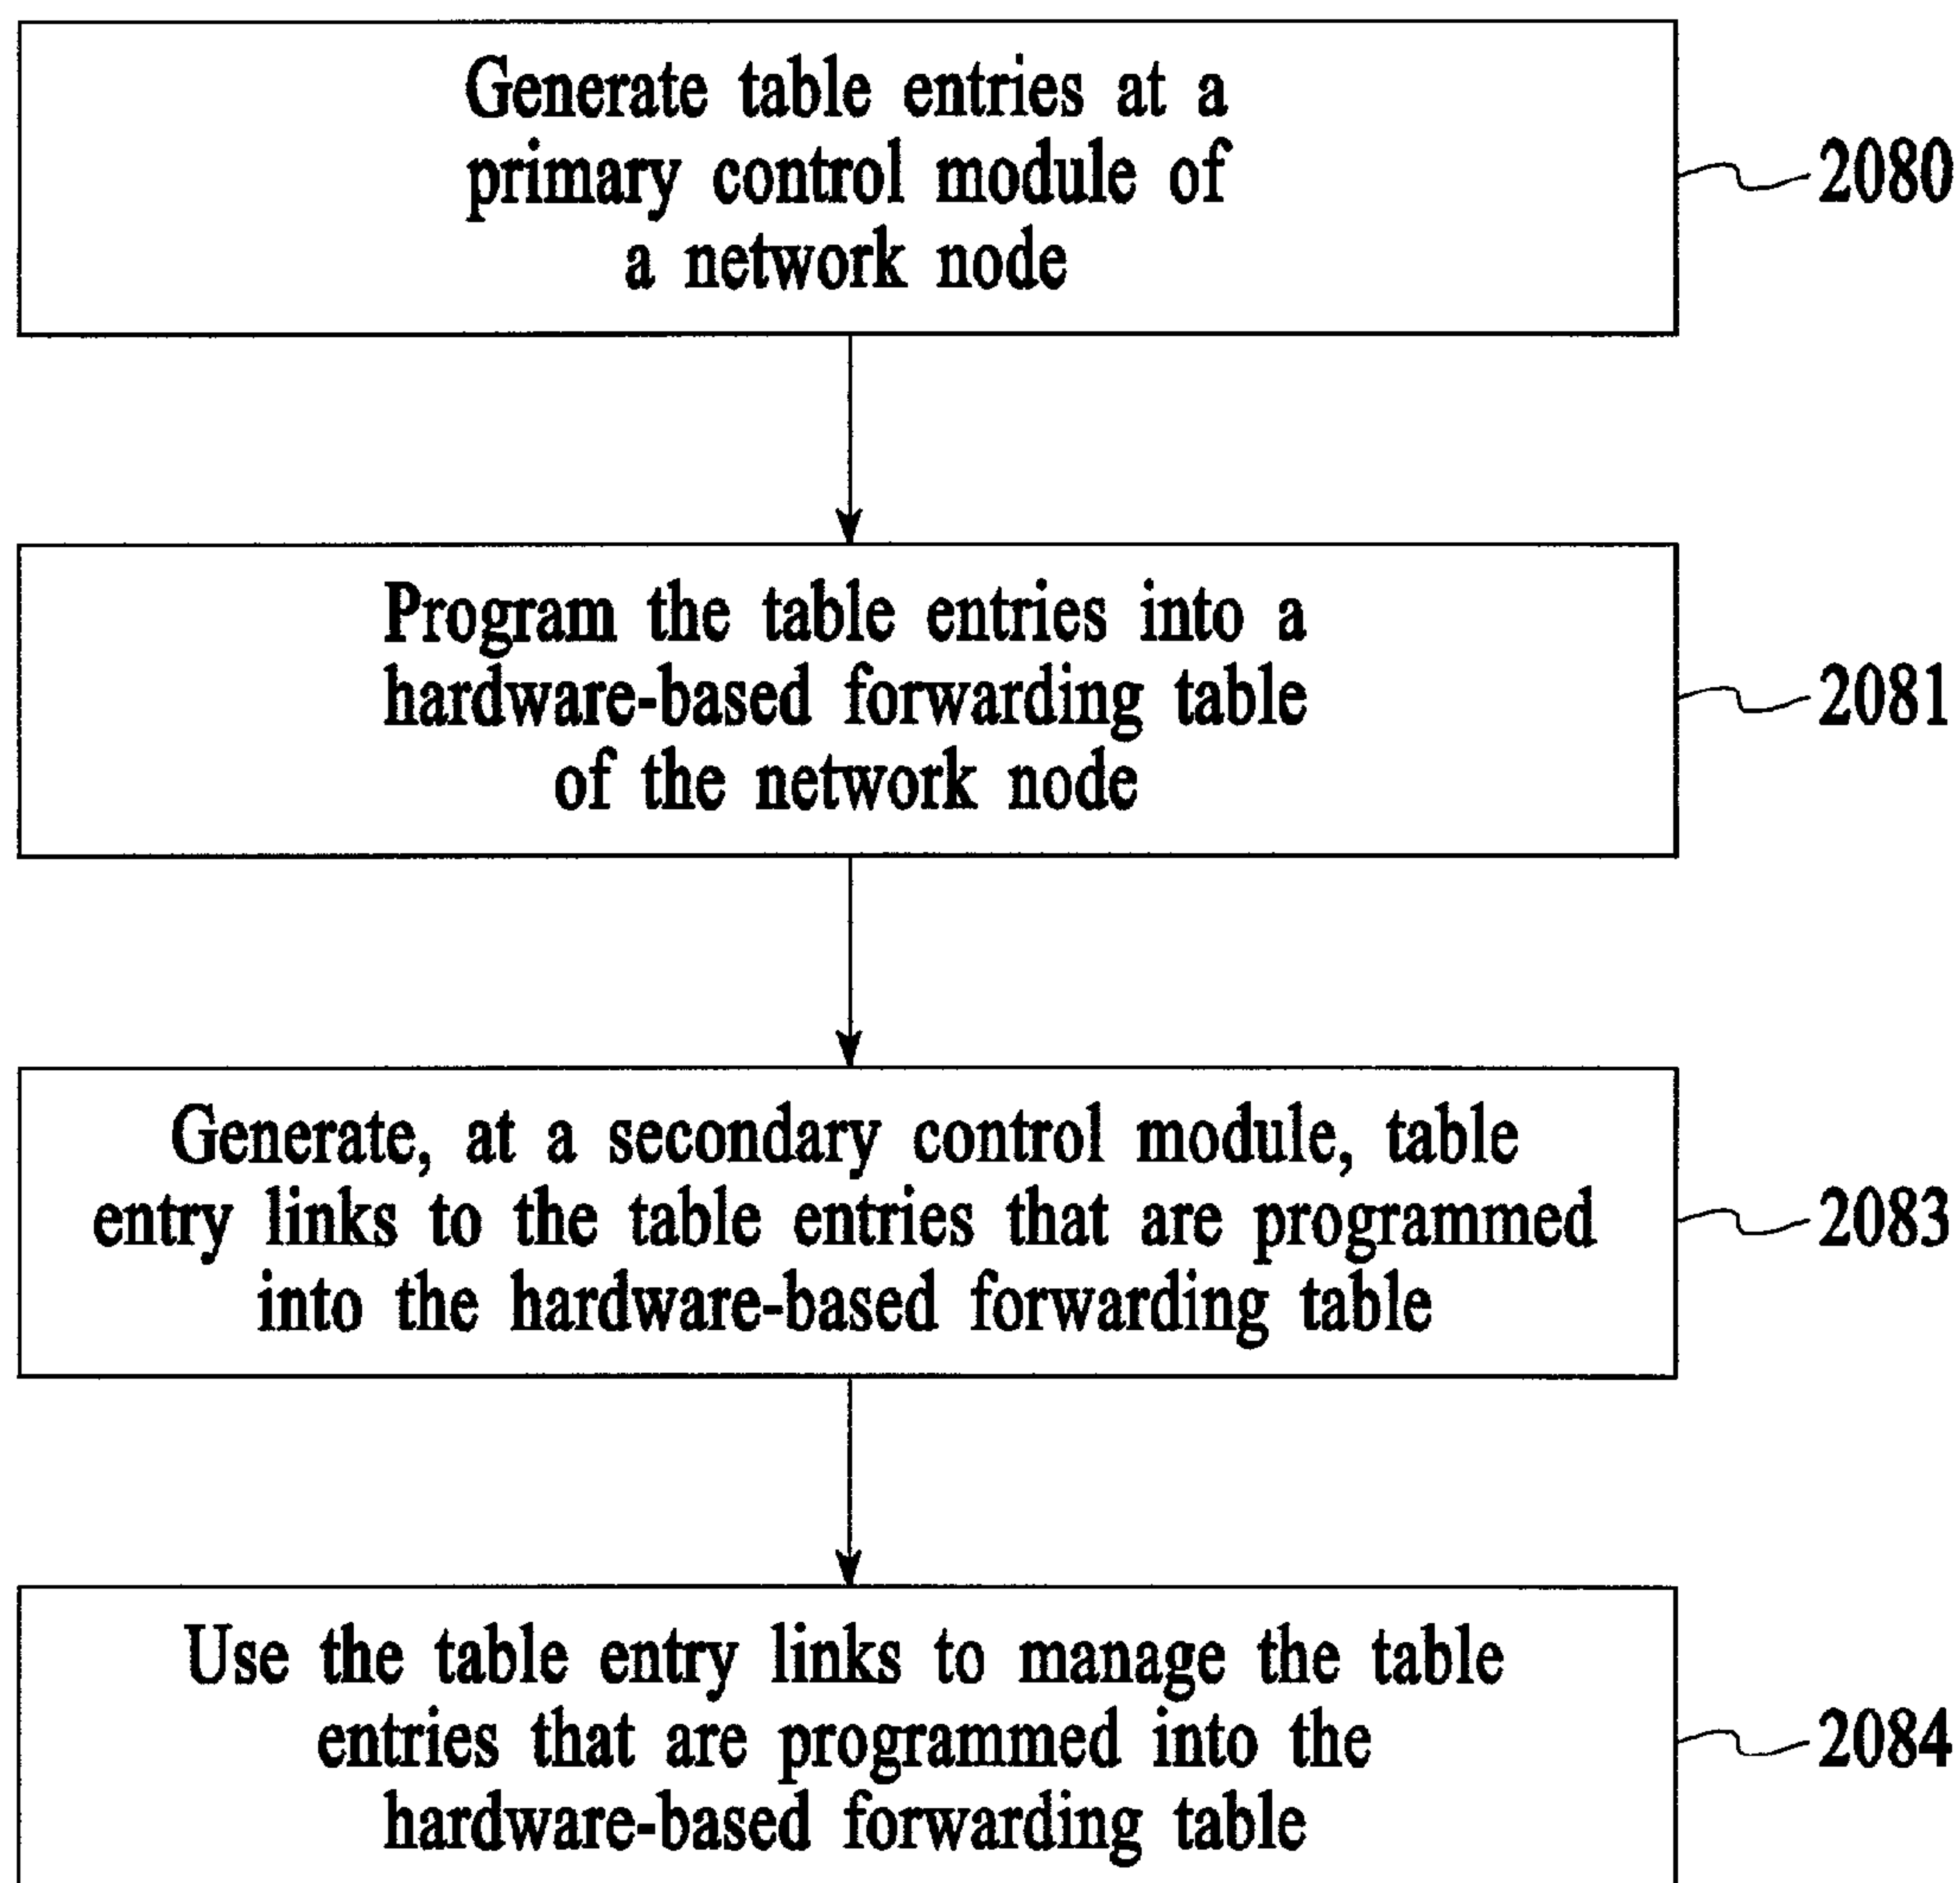 Generate table entries at a
primary control module of
a network node
2080
Program the table entries into a
hardware-based forwarding table
of the network node
2081
Generate, at a secondary control module, table
entry links to the table entries that are programmed
into the hardware-based forwarding table
2083
Use the table entry links to manage the table
entries that are programmed into the
hardware-based forwarding table
2084